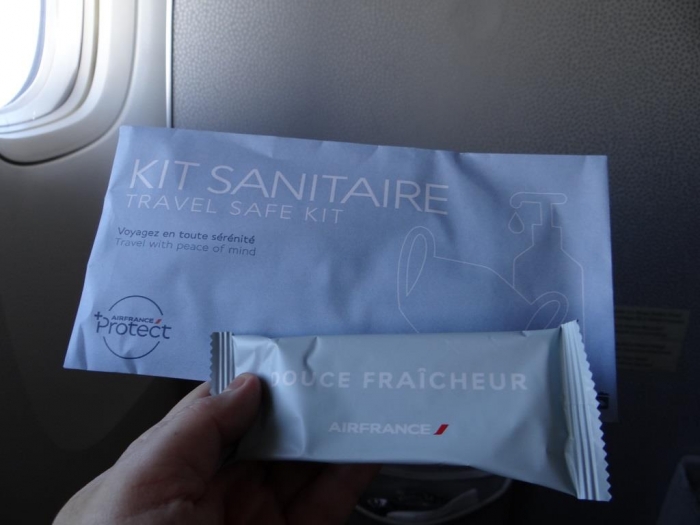 KIT SANITAIRE
TRAVEL SAFE KIT
Voyagez en toute sérénité
Travel with peace of mind
AIRFRANCE
+Protect
DOUCE FRAÎCHEUR
AIRFRANCE